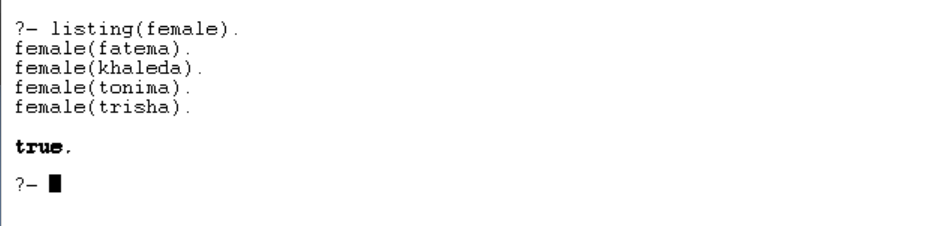 ?- listing(female).
female(fatema).
female(khaleda).
female(tonima).
female(trisha).
true.
?-